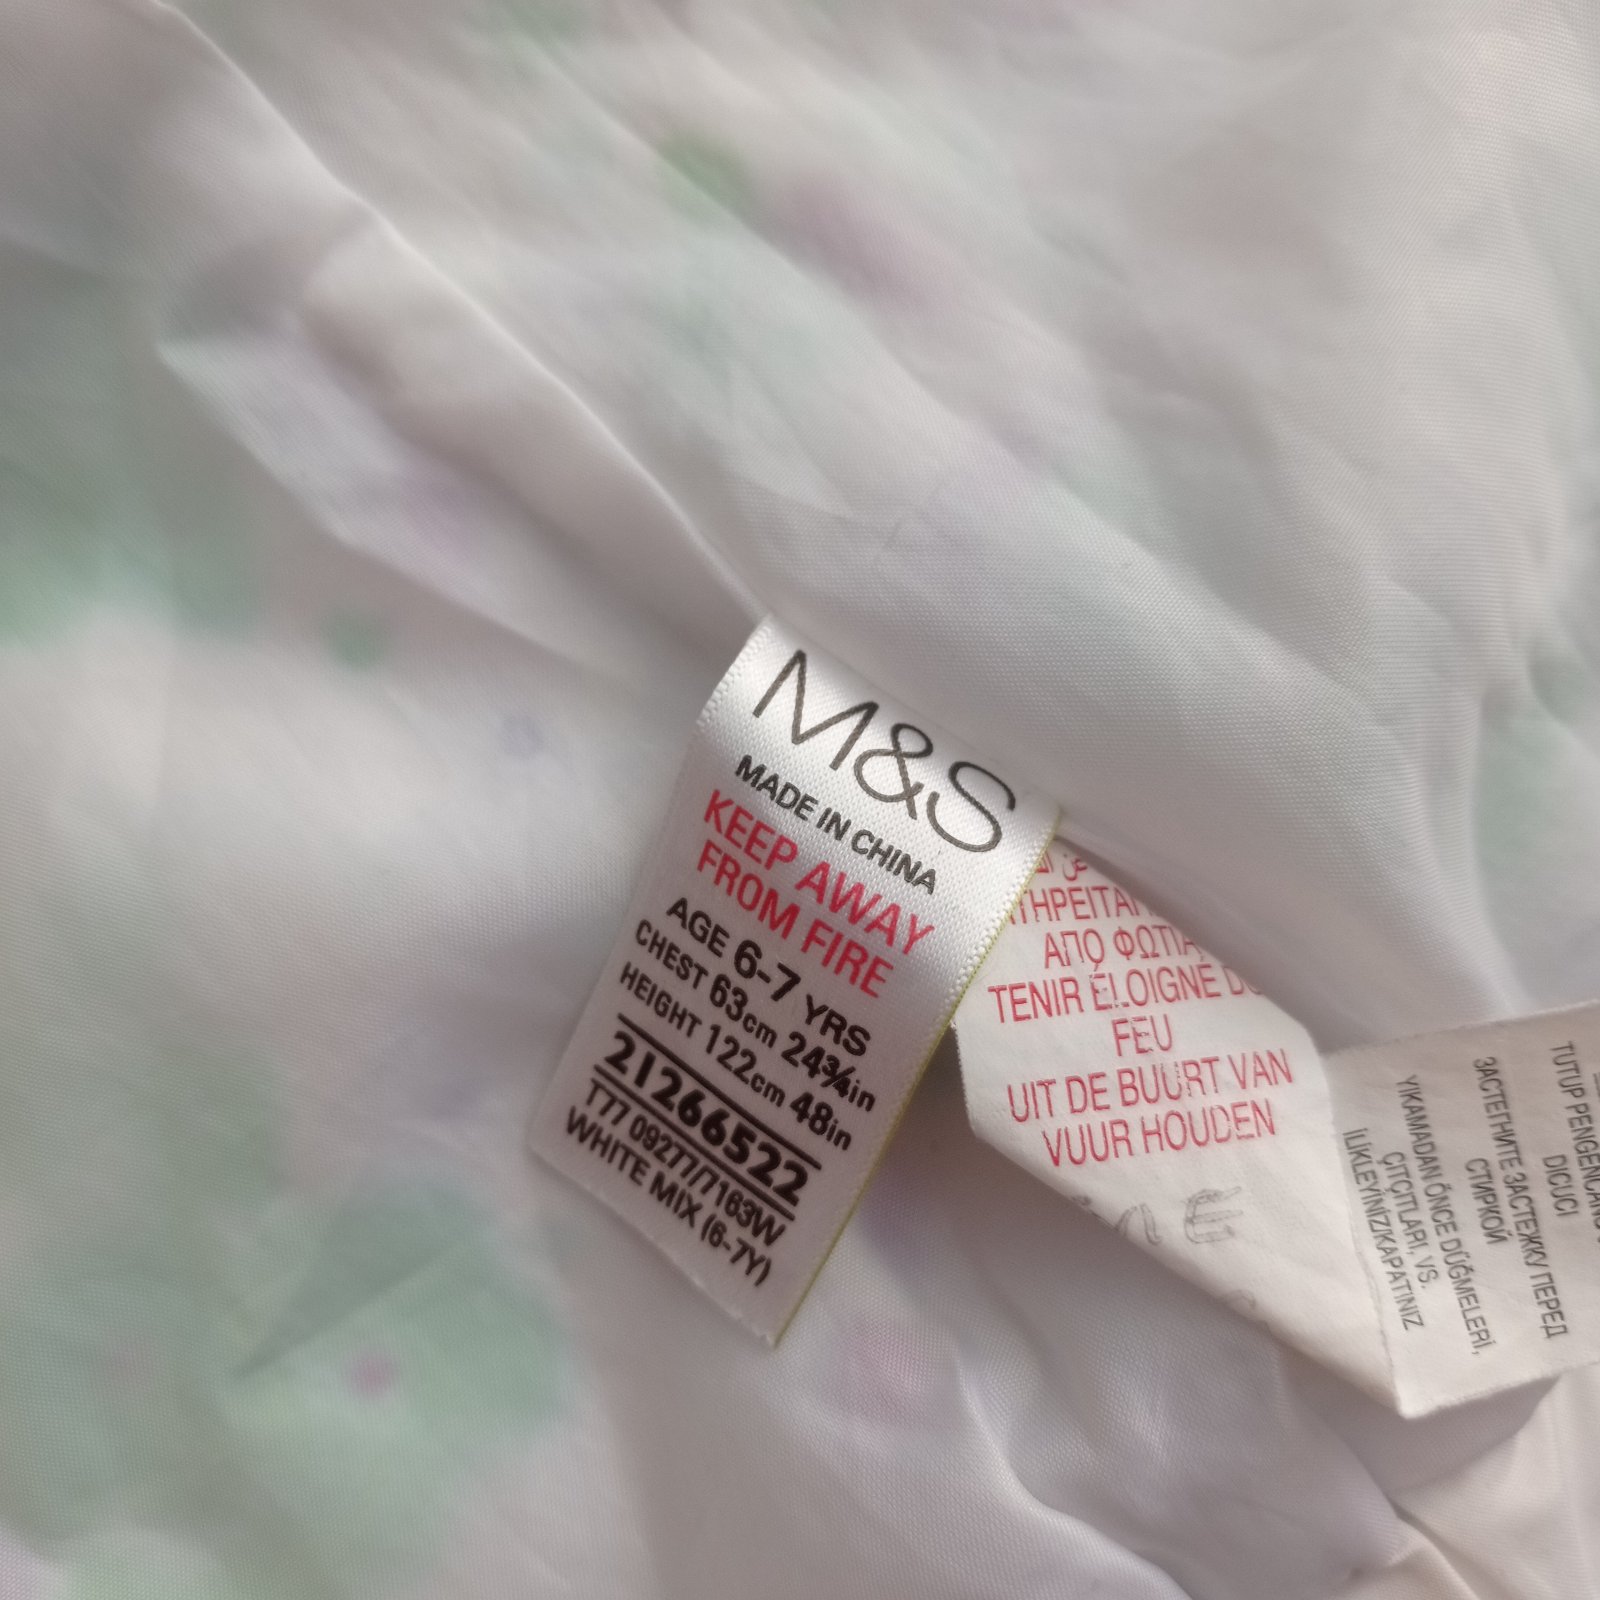 M&S
MADE IN CHINA
KEEP AWAY
FROM FIRE
AGE 6-7 YRS
CHEST 63cm 24¾in
HEIGHT 122cm 48in
21266522
T77 09277/7163W
WHITE MIX (6-7Y)
ΑΠΟ ΦΩΤΙΑ
TENIR ÉLOIGNÉ DU
FEU
UIT DE BUURT VAN
VUUR HOUDEN
TUTUP PENGENCANG
DICUCI
ЗАСТЕГНИТЕ ЗАСТЕЖКУ ПЕРЕД
СТИРКОЙ
YIKAMADAN ÖNCE DÜĞMELERİ,
ÇITÇITLARI, VS.
İLİKLEYİNİZ/KAPATINIZ